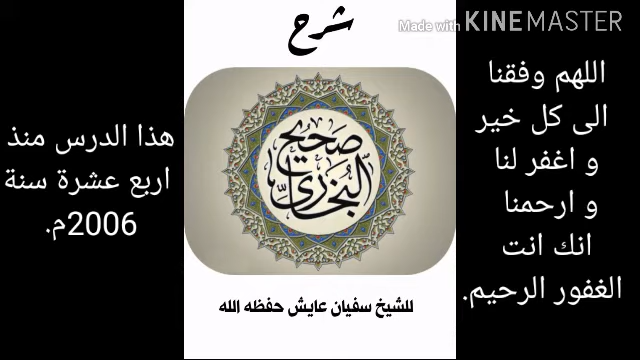 شرح
Made with KINEMASTER
اللهم وفقنا
الى كل خير
و اغفر لنا
و ارحمنا
انك انت
الغفور الرحيم.
صحيح
البخاري
هذا الدرس منذ
اربع عشرة سنة
2006م.
للشيخ سفيان عايش حفظه الله